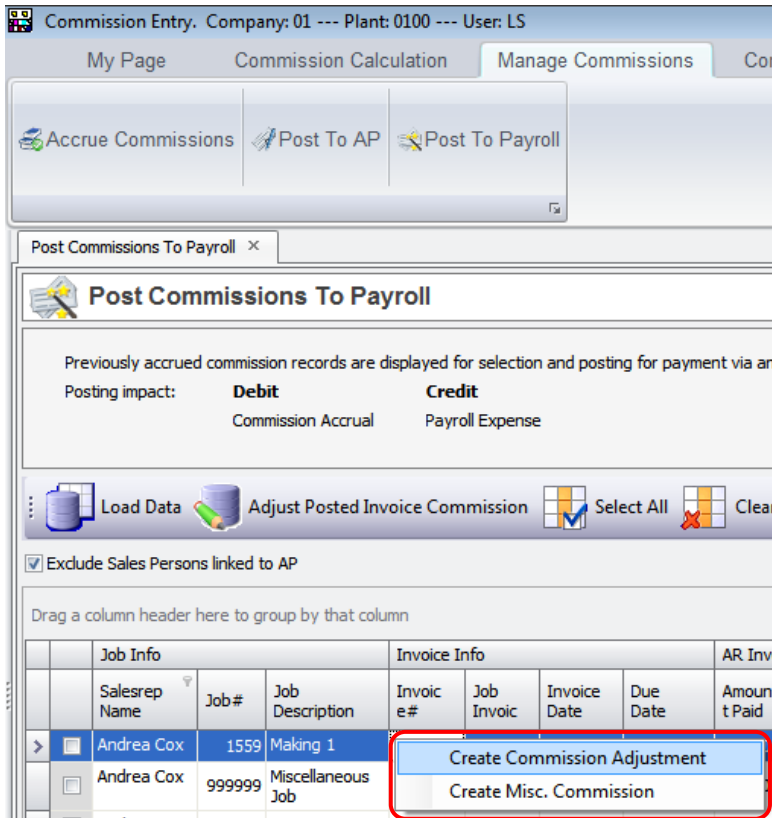 Commission Entry. Company: 01 --- Plant: 0100 --- User: LS
My Page Commission Calculation Manage Commissions
Accrue Commissions Post To AP Post To Payroll
Post Commissions To Payroll ×
Post Commissions To Payroll
Previously accrued commission records are displayed for selection and posting for payment via
Posting impact: Debit Credit
Commission Accrual Payroll Expense
Load Data Adjust Posted Invoice Commission Select All Clear
Exclude Sales Persons linked to AP
Drag a column header here to group by that column
Job Info Invoice Info AR
Salesrep Name Job# Job Description Invoic e# Job Invoic Invoice Date Due Date Amoun t Paid
Andrea Cox 1559 Making 1
Create Commission Adjustment
Andrea Cox 999999 Miscellaneous Job
Create Misc. Commission